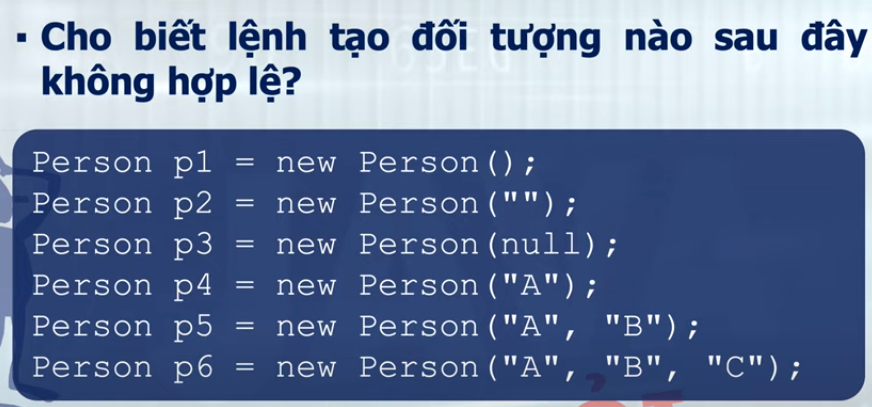 ▪ Cho biết lệnh tạo đối tượng nào sau đây
không hợp lệ?
Person p1 = new Person();
Person p2 = new Person("");
Person p3 = new Person(null);
Person p4 = new Person("A");
Person p5 = new Person("A", "B");
Person p6 = new Person("A", "B", "C");